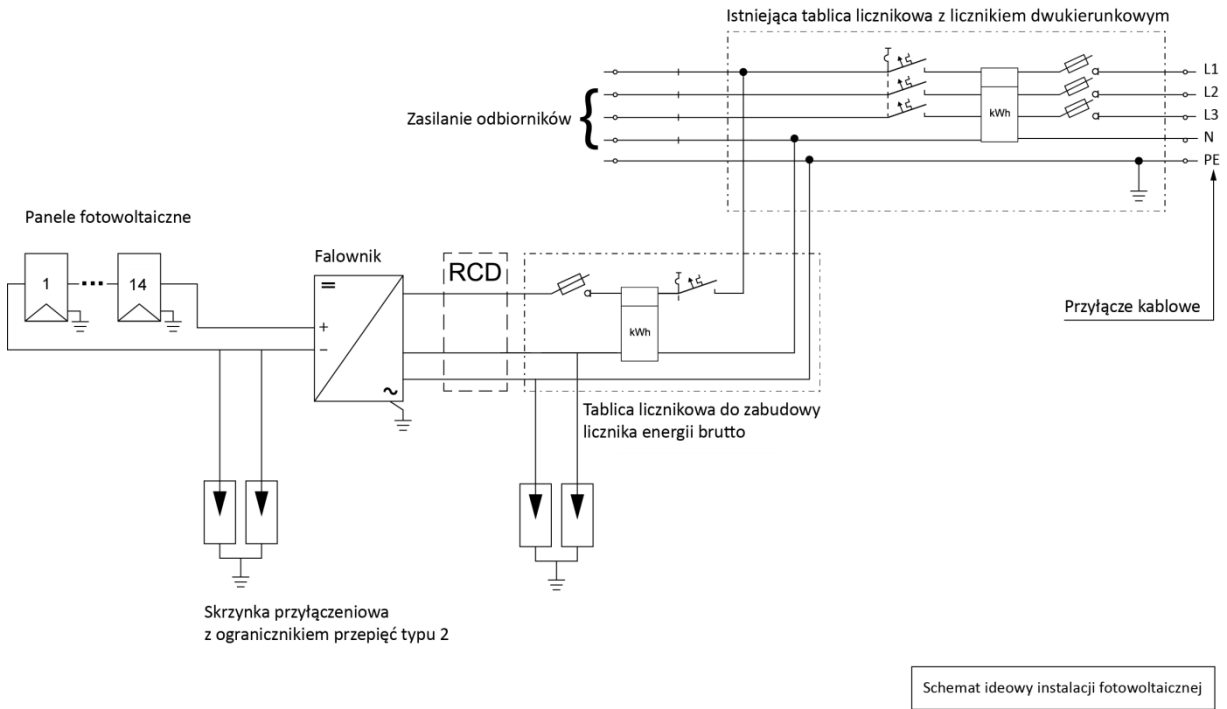 Istniejąca tablica licznikowa z licznikiem dwukierunkowym
L1
L2
kWh
L3
Zasilanie odbiorników
N
PE
Panele fotowoltaiczne
Falownik
RCD
1
14
Przyłącze kablowe
kWh
Tablica licznikowa do zabudowy
licznika energii brutto
Skrzynka przyłączeniowa
z ogranicznikiem przepięć typu 2
Schemat ideowy instalacji fotowoltaicznej